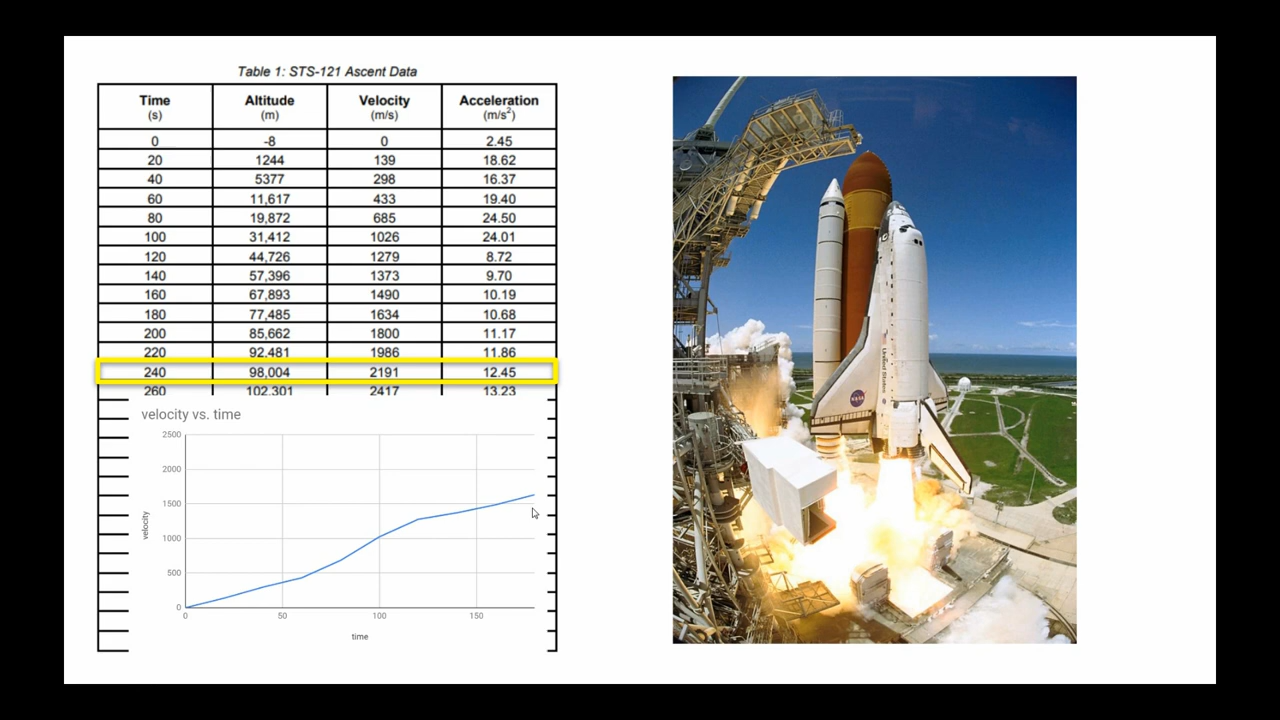 Table 1: STS-121 Ascent Data
Time Altitude Velocity Acceleration
(s) (m) (m/s) (m/s²)
0 -8 0 2.45
20 1244 139 18.62
40 5377 298 16.37
60 11,617 433 19.40
80 19,872 685 24.50
100 31,412 1026 24.01
120 44,726 1279 8.72
140 57,396 1373 9.70
160 67,893 1490 10.19
180 77,485 1634 10.68
200 85,662 1800 11.17
220 92,481 1986 11.86
240 98,004 2191 12.45
260 102,301 2417 13.23
velocity vs. time
2500
2000
1500
1000
500
0
velocity
0 50 100 150
time
United States
NASA